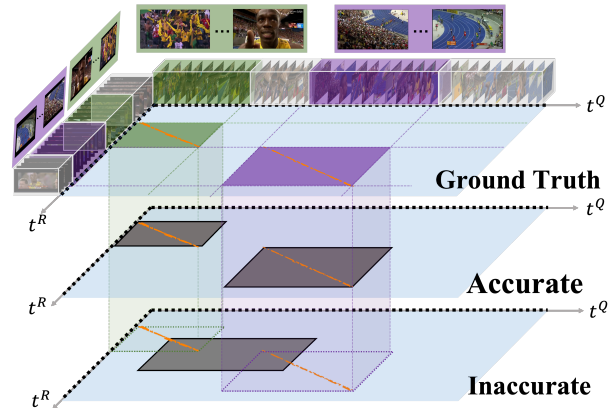 ... ...
t^Q
Ground Truth
t^R
t^Q
Accurate
t^R
t^Q
t^R
Inaccurate